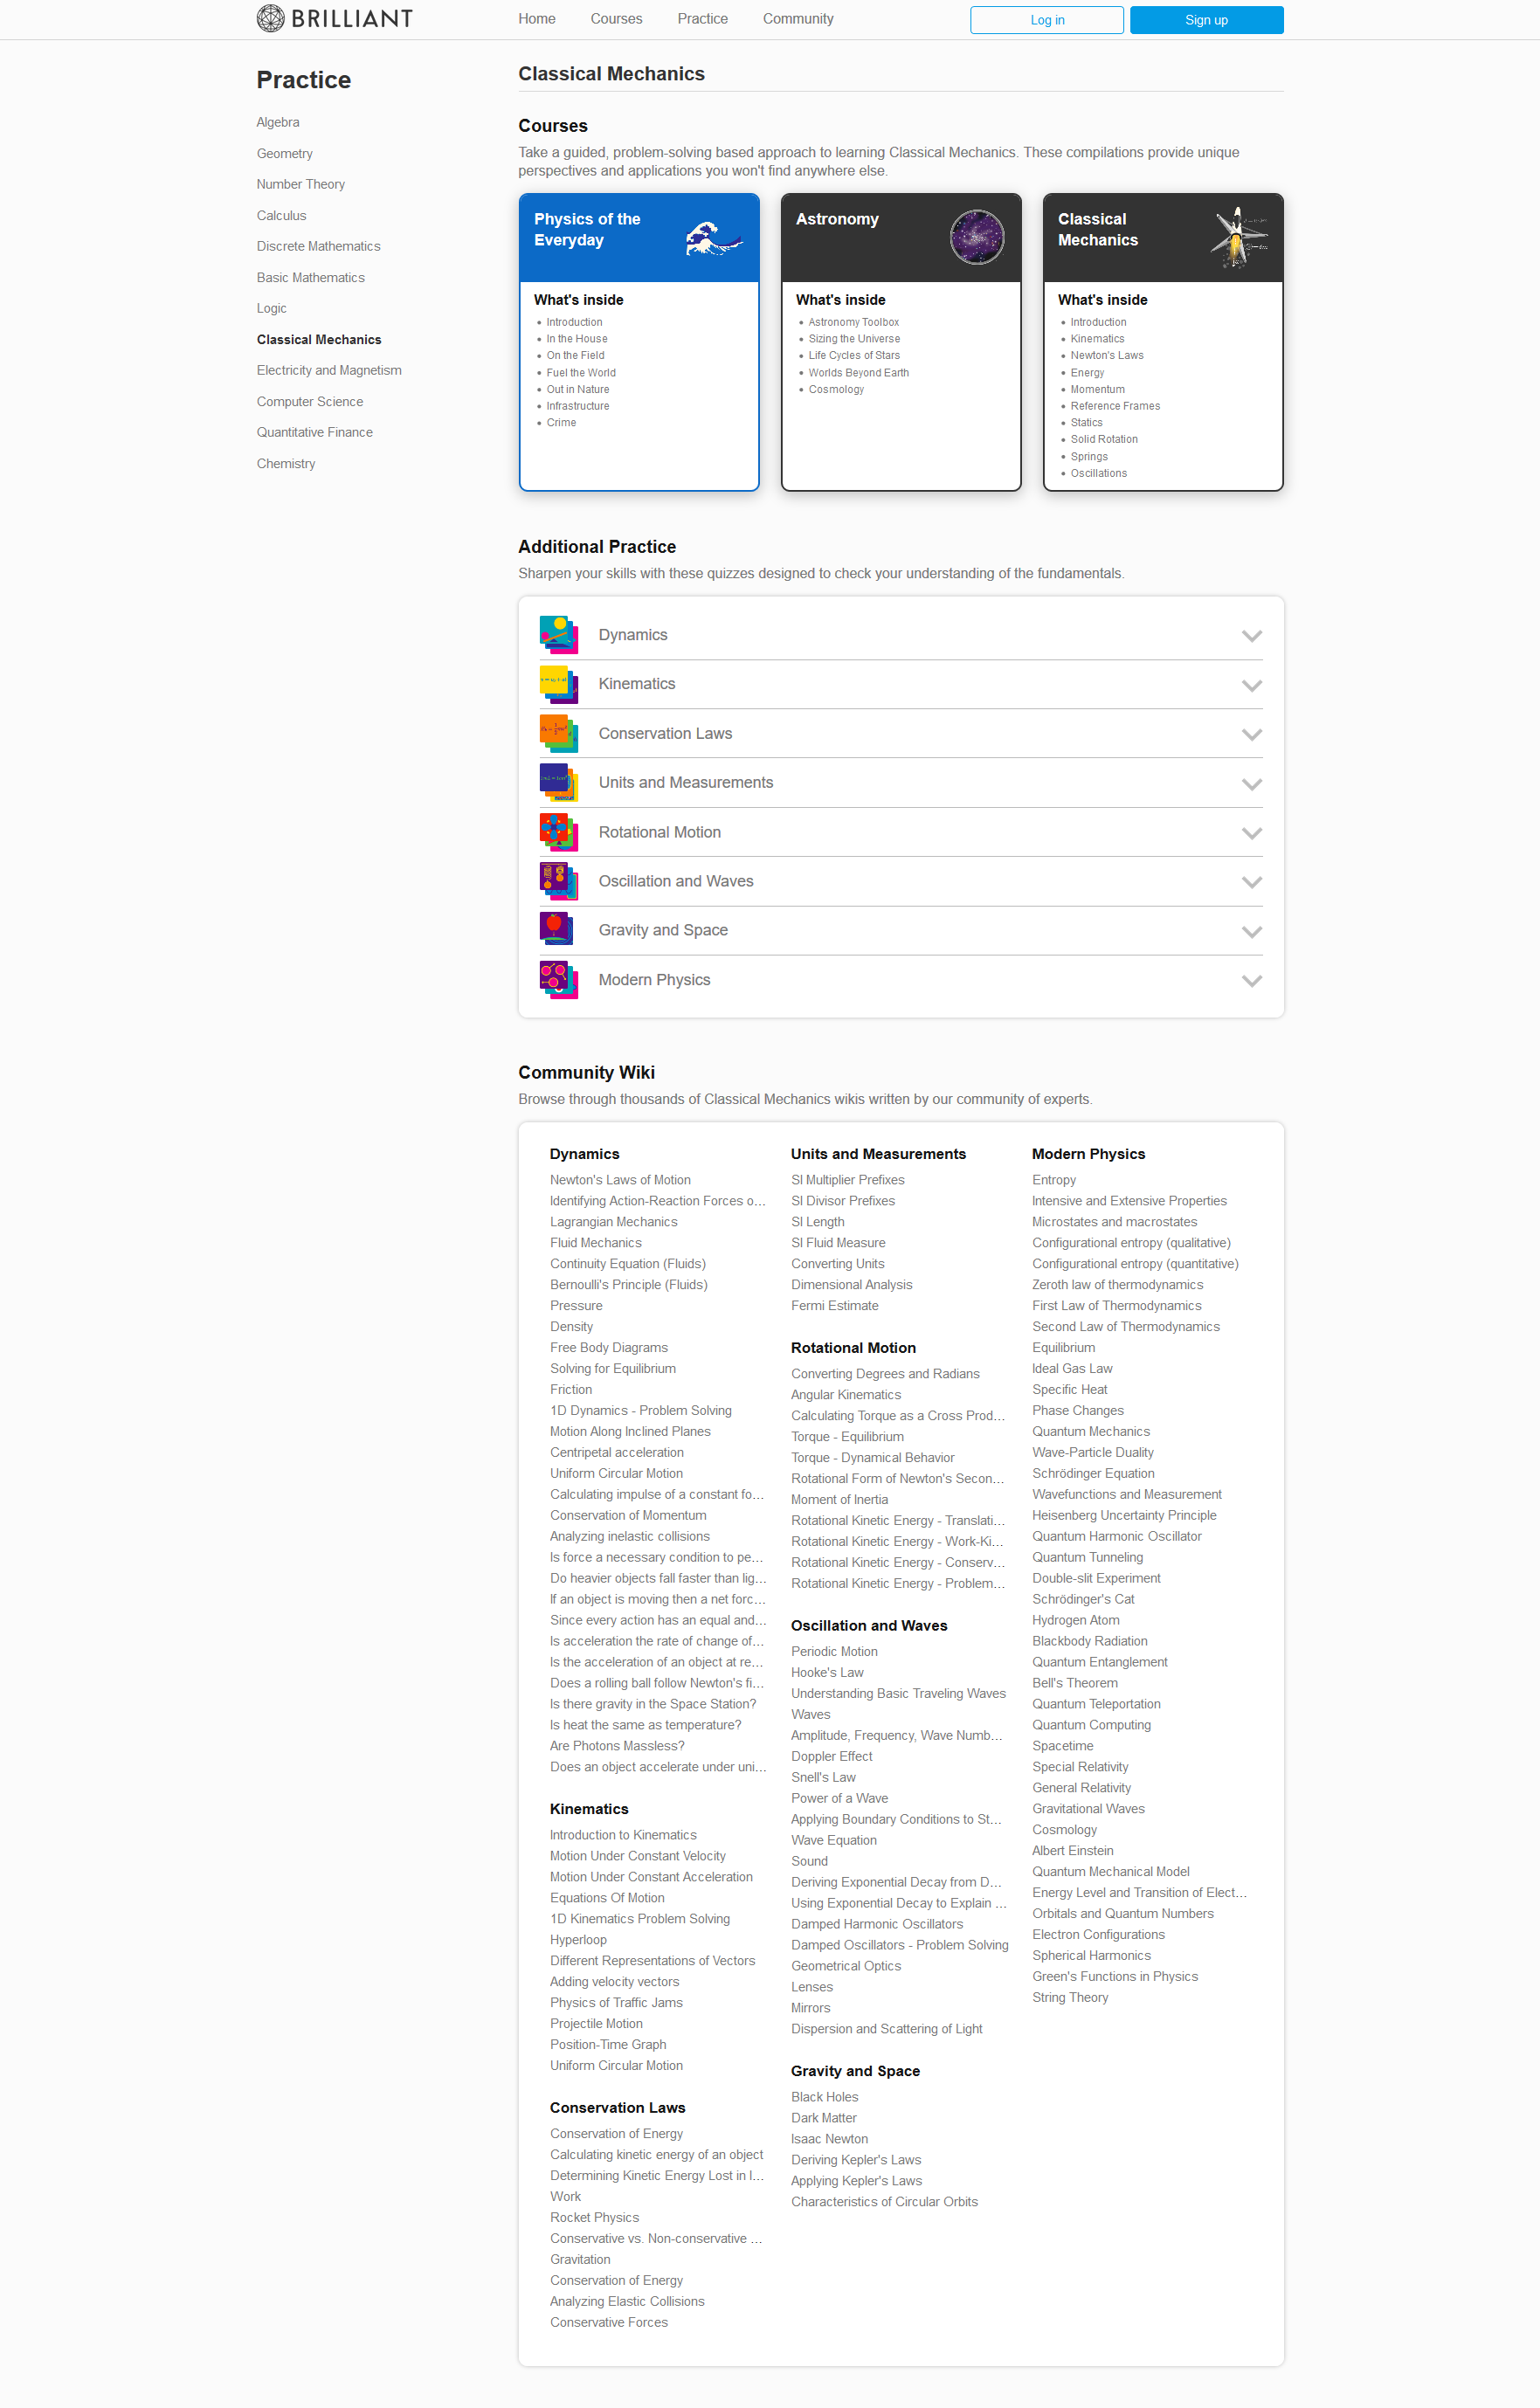 BRILLIANT
Home
Courses
Practice
Community
Log in
Sign up
Practice
Algebra
Geometry
Number Theory
Calculus
Discrete Mathematics
Basic Mathematics
Logic
Classical Mechanics
Electricity and Magnetism
Computer Science
Quantitative Finance
Chemistry
Classical Mechanics
Courses
Take a guided, problem-solving based approach to learning Classical Mechanics. These compilations provide unique
perspectives and applications you won't find anywhere else.
Physics of the
Everyday
What's inside
Introduction
In the House
On the Field
Fuel the World
Out in Nature
Infrastructure
Crime
Astronomy
What's inside
Astronomy Toolbox
Sizing the Universe
Life Cycles of Stars
Worlds Beyond Earth
Cosmology
Classical
Mechanics
What's inside
Introduction
Kinematics
Newton's Laws
Energy
Momentum
Reference Frames
Statics
Solid Rotation
Springs
Oscillations
Additional Practice
Sharpen your skills with these quizzes designed to check your understanding of the fundamentals.
Dynamics
Kinematics
Conservation Laws
Units and Measurements
Rotational Motion
Oscillation and Waves
Gravity and Space
Modern Physics
Community Wiki
Browse through thousands of Classical Mechanics wikis written by our community of experts.
Dynamics
Newton's Laws of Motion
Identifying Action-Reaction Forces o...
Lagrangian Mechanics
Fluid Mechanics
Continuity Equation (Fluids)
Bernoulli's Principle (Fluids)
Pressure
Density
Free Body Diagrams
Solving for Equilibrium
Friction
1D Dynamics - Problem Solving
Motion Along Inclined Planes
Centripetal acceleration
Uniform Circular Motion
Calculating impulse of a constant fo...
Conservation of Momentum
Analyzing inelastic collisions
Is force a necessary condition to pe...
Do heavier objects fall faster than lig...
If an object is moving then a net forc...
Since every action has an equal and...
Is acceleration the rate of change of...
Is the acceleration of an object at re...
Does a rolling ball follow Newton's fi...
Is there gravity in the Space Station?
Is heat the same as temperature?
Are Photons Massless?
Does an object accelerate under uni...
Kinematics
Introduction to Kinematics
Motion Under Constant Velocity
Motion Under Constant Acceleration
Equations Of Motion
1D Kinematics Problem Solving
Hyperloop
Different Representations of Vectors
Adding velocity vectors
Physics of Traffic Jams
Projectile Motion
Position-Time Graph
Uniform Circular Motion
Conservation Laws
Conservation of Energy
Calculating kinetic energy of an object
Determining Kinetic Energy Lost in I...
Work
Rocket Physics
Conservative vs. Non-conservative ...
Gravitation
Conservation of Energy
Analyzing Elastic Collisions
Conservative Forces
Units and Measurements
SI Multiplier Prefixes
SI Divisor Prefixes
SI Length
SI Fluid Measure
Converting Units
Dimensional Analysis
Fermi Estimate
Rotational Motion
Converting Degrees and Radians
Angular Kinematics
Calculating Torque as a Cross Prod...
Torque - Equilibrium
Torque - Dynamical Behavior
Rotational Form of Newton's Secon...
Moment of Inertia
Rotational Kinetic Energy - Translati...
Rotational Kinetic Energy - Work-Ki...
Rotational Kinetic Energy - Conserv...
Rotational Kinetic Energy - Problem...
Oscillation and Waves
Periodic Motion
Hooke's Law
Understanding Basic Traveling Waves
Waves
Amplitude, Frequency, Wave Numb...
Doppler Effect
Snell's Law
Power of a Wave
Applying Boundary Conditions to St...
Wave Equation
Sound
Deriving Exponential Decay from D...
Using Exponential Decay to Explain ...
Damped Harmonic Oscillators
Damped Oscillators - Problem Solving
Geometrical Optics
Lenses
Mirrors
Dispersion and Scattering of Light
Gravity and Space
Black Holes
Dark Matter
Isaac Newton
Deriving Kepler's Laws
Applying Kepler's Laws
Characteristics of Circular Orbits
Modern Physics
Entropy
Intensive and Extensive Properties
Microstates and macrostates
Configurational entropy (qualitative)
Configurational entropy (quantitative)
Zeroth law of thermodynamics
First Law of Thermodynamics
Second Law of Thermodynamics
Equilibrium
Ideal Gas Law
Specific Heat
Phase Changes
Quantum Mechanics
Wave-Particle Duality
Schrödinger Equation
Wavefunctions and Measurement
Heisenberg Uncertainty Principle
Quantum Harmonic Oscillator
Quantum Tunneling
Double-slit Experiment
Schrödinger's Cat
Hydrogen Atom
Blackbody Radiation
Quantum Entanglement
Bell's Theorem
Quantum Teleportation
Quantum Computing
Spacetime
Special Relativity
General Relativity
Gravitational Waves
Cosmology
Albert Einstein
Quantum Mechanical Model
Energy Level and Transition of Elect...
Orbitals and Quantum Numbers
Electron Configurations
Spherical Harmonics
Green's Functions in Physics
String Theory